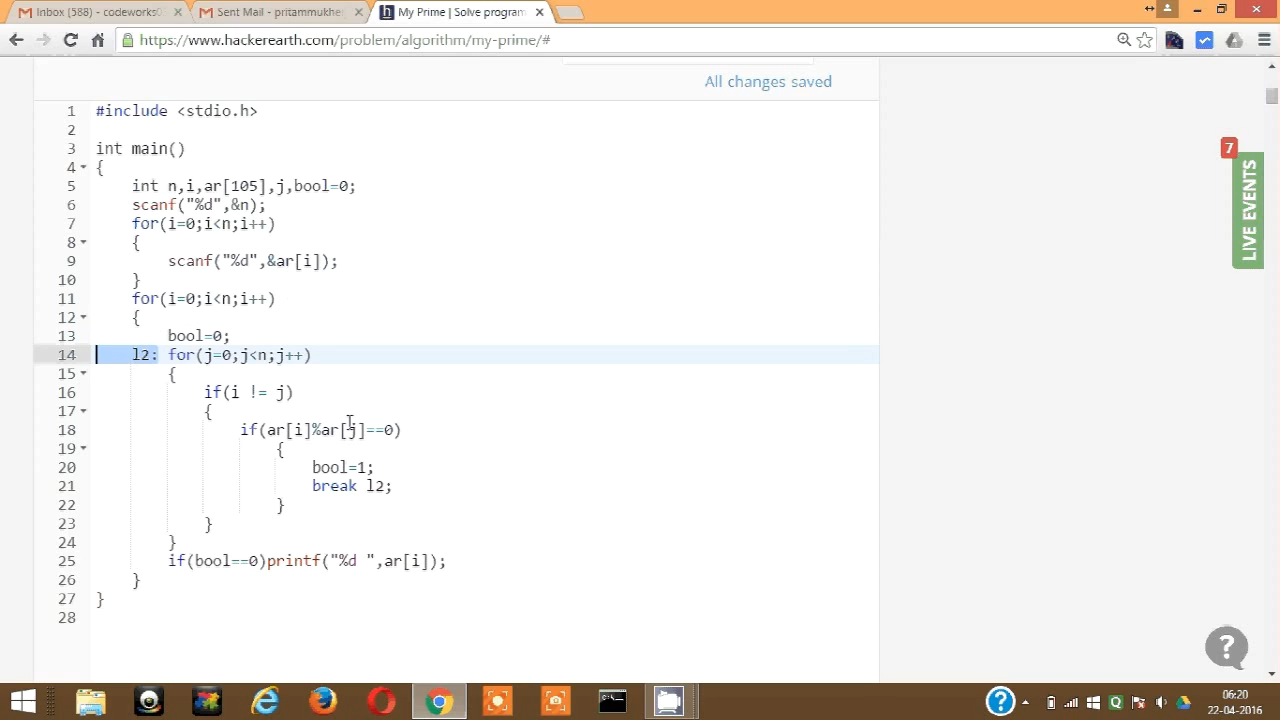 Inbox (588) - codeworks0
Sent Mail - pritammukhe
My Prime | Solve program
https://www.hackerearth.com/problem/algorithm/my-prime/#
All changes saved
1 #include <stdio.h>
2
3 int main()
4 {
5 int n,i,ar[105],j,bool=0;
6 scanf("%d",&n);
7 for(i=0;i<n;i++)
8 {
9 scanf("%d",&ar[i]);
10 }
11 for(i=0;i<n;i++)
12 {
13 bool=0;
14 l2: for(j=0;j<n;j++)
15 {
16 if(i != j)
17 {
18 if(ar[i]%ar[j]==0)
19 {
20 bool=1;
21 break l2;
22 }
23 }
24 }
25 if(bool==0)printf("%d ",ar[i]);
26 }
27 }
28
7
LIVE EVENTS
06:20
22-04-2016